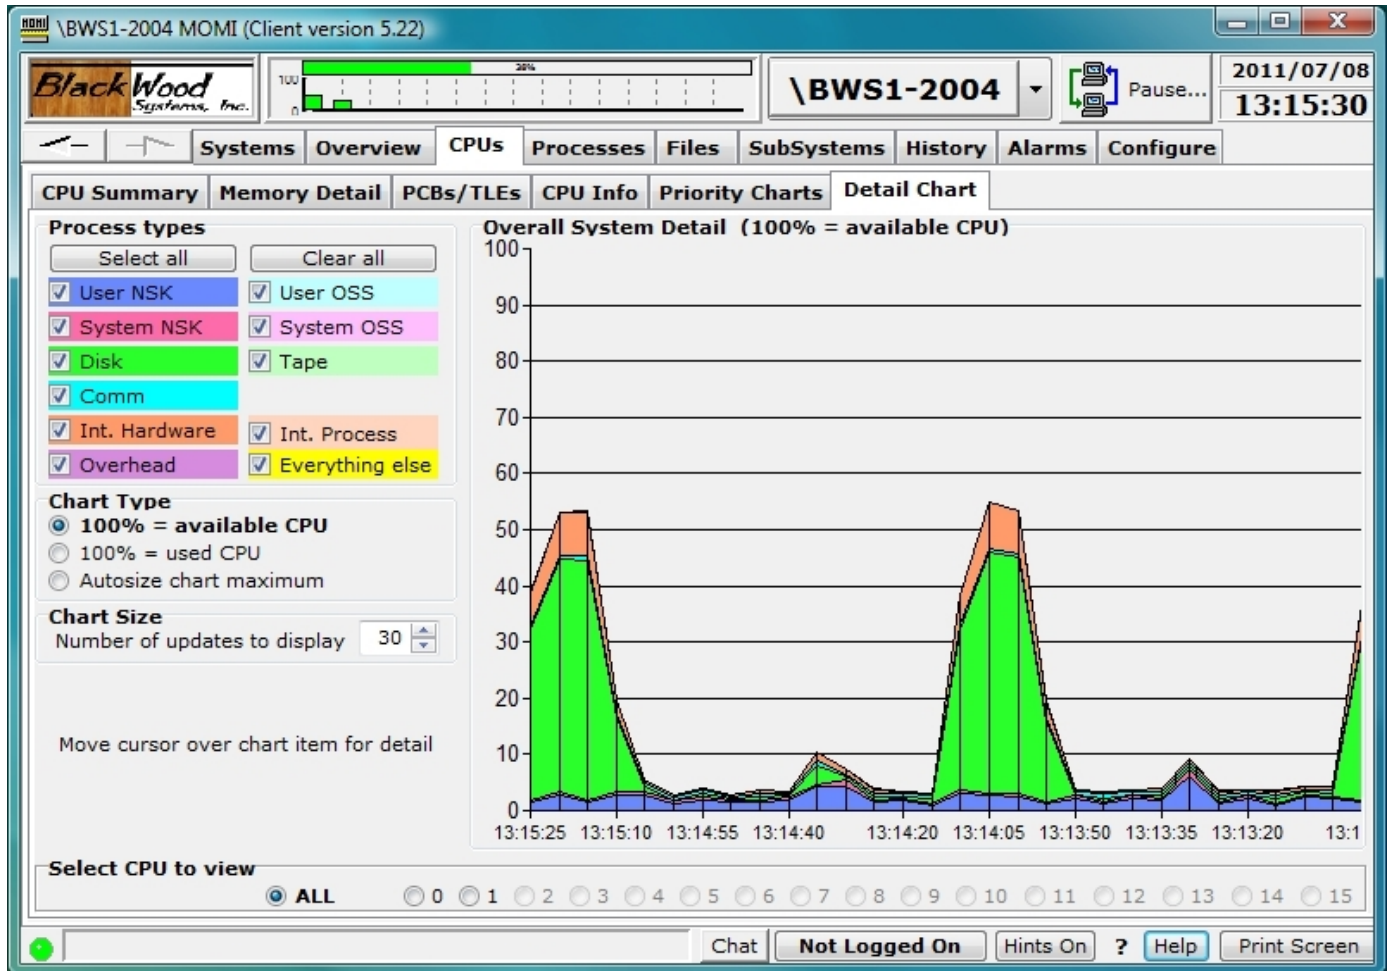 \BWS1-2004 MOMI (Client version 5.22)
BlackWood
Systems, Inc.
100
0
\BWS1-2004
Pause...
2011/07/08
13:15:30
Systems Overview CPUs Processes Files SubSystems History Alarms Configure
CPU Summary Memory Detail PCBs/TLEs CPU Info Priority Charts Detail Chart
Process types
Select all Clear all
User NSK User OSS
System NSK System OSS
Disk Tape
Comm
Int. Hardware Int. Process
Overhead Everything else
Chart Type
100% = available CPU
100% = used CPU
Autosize chart maximum
Chart Size
Number of updates to display 30
Move cursor over chart item for detail
Overall System Detail (100% = available CPU)
100
90
80
70
60
50
40
30
20
10
0
13:15:25 13:15:10 13:14:55 13:14:40 13:14:20 13:14:05 13:13:50 13:13:35 13:13:20 13:1
Select CPU to view
ALL 0 1 2 3 4 5 6 7 8 9 10 11 12 13 14 15
Chat Not Logged On Hints On ? Help Print Screen